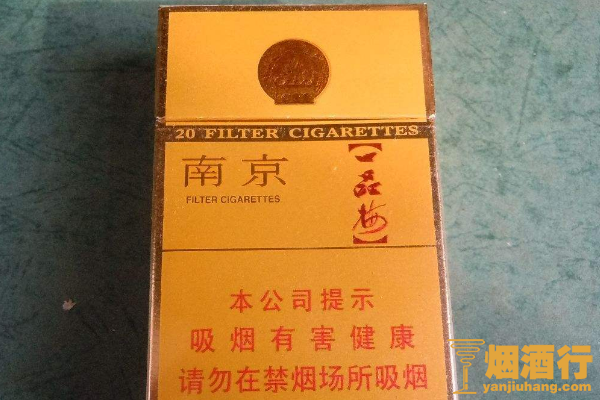 20 FILTER CIGARETTES
南京
FILTER CIGARETTES
【一品梅】
本公司提示
吸烟有害健康
请勿在禁烟场所吸烟
烟酒行
yanjiuhang.com